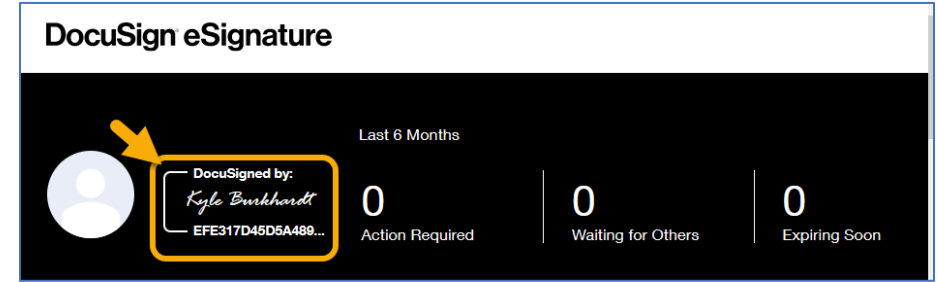 DocuSign eSignature
Last 6 Months
DocuSigned by:
Kyle Burkhardt
EFE317D45D5A489...
0
Action Required
0
Waiting for Others
0
Expiring Soon